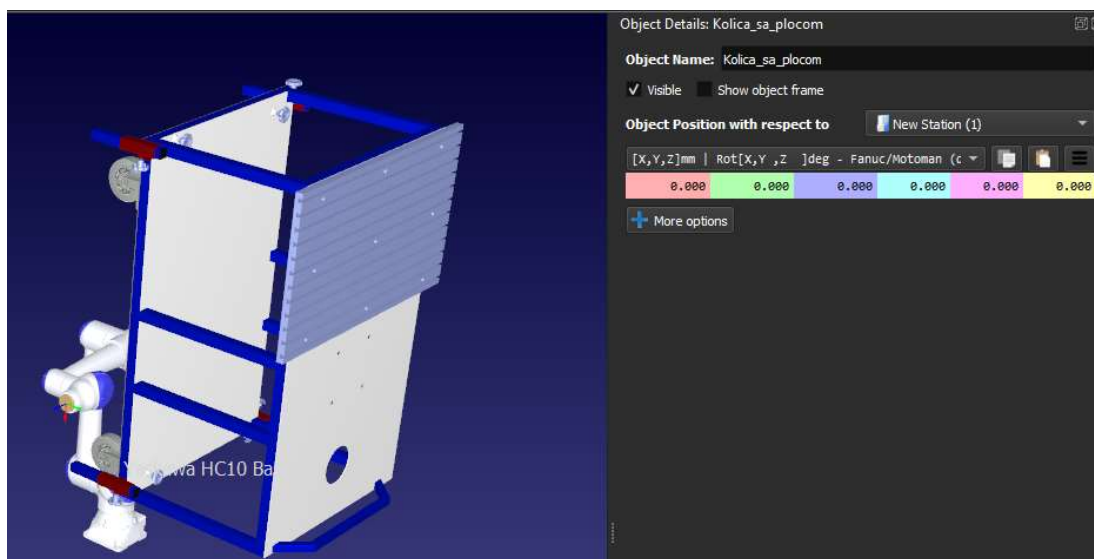 Object Details: Kolica_sa_plocom
Object Name: Kolica_sa_plocom
Visible Show object frame
Object Position with respect to New Station (1)
[X,Y,Z]mm | Rot[X,Y ,Z ]deg - Fanuc/Motoman (
0.000 0.000 0.000 0.000 0.000 0.000
More options
wa HC10 Ba